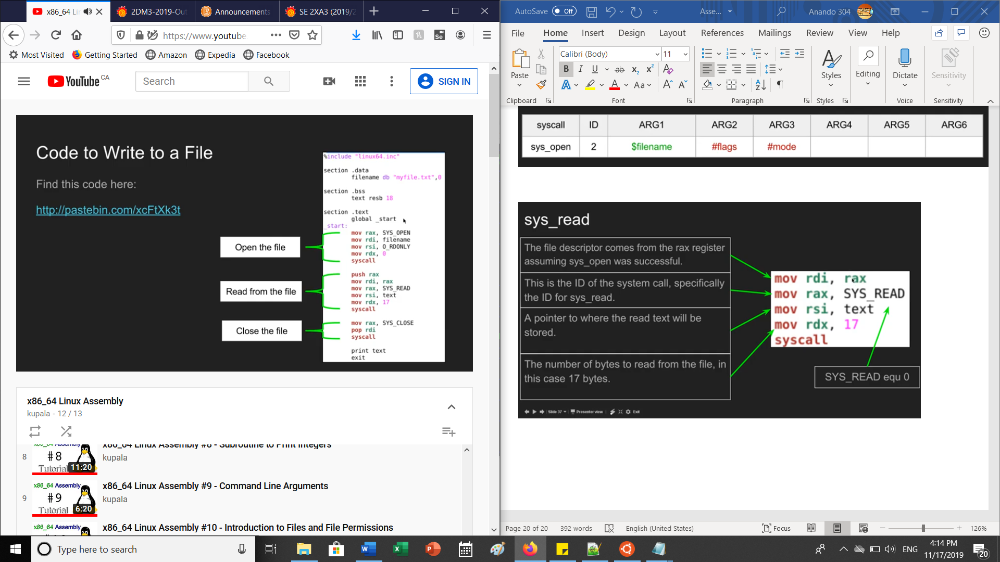 x86_64 Li
2DM3-2019-Out
Announcements
SE 2XA3 (2019/2
https://www.youtube
Most Visited
Getting Started
Amazon
Expedia
Facebook
YouTube CA
Search
SIGN IN
Code to Write to a File
Find this code here:
http://pastebin.com/xcFtXk3t
Open the file
Read from the file
Close the file
%include "linux64.inc"
section .data
filename db "myfile.txt",0
section .bss
text resb 18
section .text
global _start
_start:
mov rax, SYS_OPEN
mov rdi, filename
mov rsi, O_RDONLY
mov rdx, 0
syscall
push rax
mov rdi, rax
mov rax, SYS_READ
mov rsi, text
mov rdx, 17
syscall
mov rax, SYS_CLOSE
pop rdi
syscall
print text
exit
x86_64 Linux Assembly
kupala - 12 / 13
8
#8
Tutorial
11:20
x86_64 Linux Assembly #8 - Subroutine to Print Integers
kupala
9
x86_64 Assembly
#9
Tutorial
6:20
x86_64 Linux Assembly #9 - Command Line Arguments
kupala
x86_64 Assembly
x86_64 Linux Assembly #10 - Introduction to Files and File Permissions
AutoSave Off
Asse...
Anando 304
File Home Insert Design Layout References Mailings Review View Help
Paste
Clipboard
Calibri (Body) 11
Font
Paragraph
Styles
Styles
Editing
Dictate
Voice
Sensitivity
Sensitivity
syscall ID ARG1 ARG2 ARG3 ARG4 ARG5 ARG6
sys_open 2 $filename #flags #mode
sys_read
The file descriptor comes from the rax register
assuming sys_open was successful.
This is the ID of the system call, specifically
the ID for sys_read.
A pointer to where the read text will be
stored.
The number of bytes to read from the file, in
this case 17 bytes.
mov rdi, rax
mov rax, SYS_READ
mov rsi, text
mov rdx, 17
syscall
SYS_READ equ 0
Slide 37
Presenter view
Exit
Page 20 of 20
392 words
English (United States)
Focus
126%
Type here to search
ENG
4:14 PM
11/17/2019
20